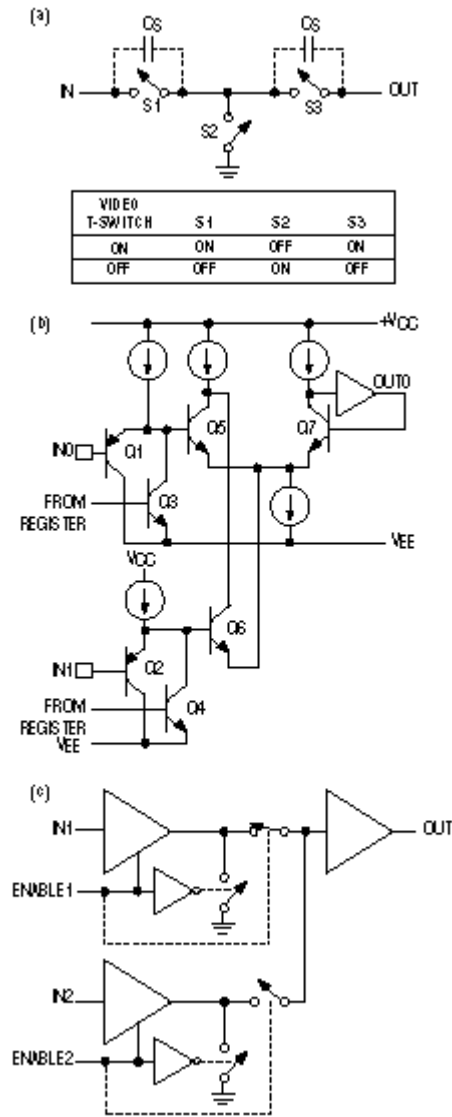 (a)
CS CS
IN S1 S3 OUT
S2
VIDEO
T-SWITCH S1 S2 S3
ON ON OFF ON
OFF OFF ON OFF
(b)
+VCC
OUT0
Q5 Q7
IN0 Q1
Q3
FROM
REGISTER
VEE
VCC
Q6
IN1 Q2
FROM Q4
REGISTER
VEE
(c)
IN1 OUT
ENABLE1
IN2
ENABLE2